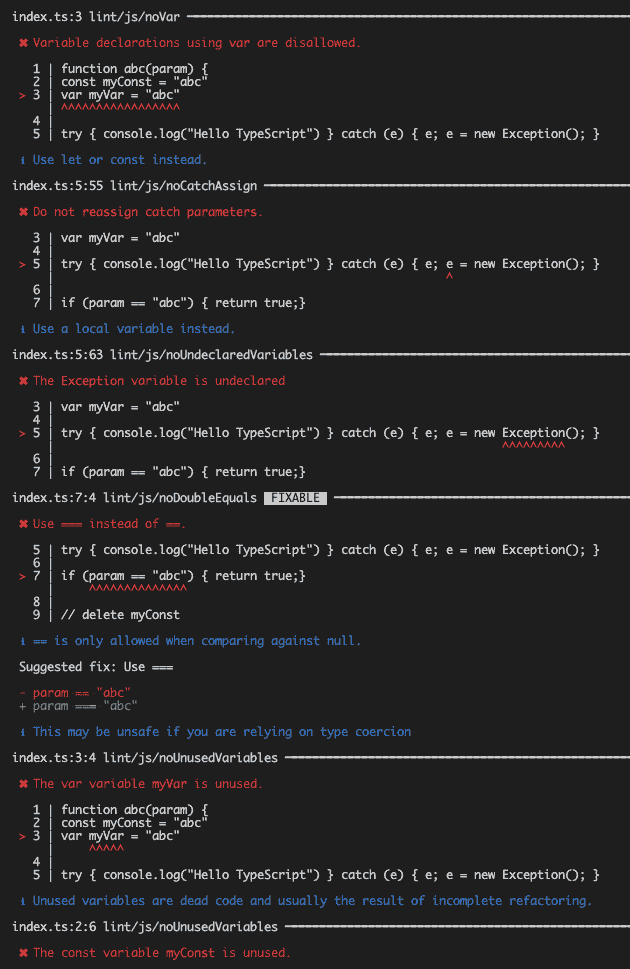 index.ts:3 lint/js/noVar
✖ Var​iable declarations using var are disallowed.
1 | function abc(param) {
2 | const myConst = "abc"
> 3 | var myVar = "abc"
| ^^^^^^^^^^^^^^^^^
4 |
5 | try { console.log("Hello TypeScript") } catch (e) { e; e = new Exception(); }
ℹ Use let or const instead.
index.ts:5:55 lint/js/noCatchAssign
✖ Do not reassign catch parameters.
3 | var myVar = "abc"
4 |
> 5 | try { console.log("Hello TypeScript") } catch (e) { e; e = new Exception(); }
| ^
6 |
7 | if (param == "abc") { return true;}
ℹ Use a local variable instead.
index.ts:5:63 lint/js/noUndeclaredVariables
✖ The Exception variable is undeclared
3 | var myVar = "abc"
4 |
> 5 | try { console.log("Hello TypeScript") } catch (e) { e; e = new Exception(); }
| ^^^^^^^^^
6 |
7 | if (param == "abc") { return true;}
index.ts:7:4 lint/js/noDoubleEquals FIXABLE
✖ Use === instead of ==.
5 | try { console.log("Hello TypeScript") } catch (e) { e; e = new Exception(); }
6 |
> 7 | if (param == "abc") { return true;}
| ^^^^^^^^^^^^^^
8 |
9 | // delete myConst
ℹ == is only allowed when comparing against null.
Suggested fix: Use ===
- param == "abc"
+ param === "abc"
ℹ This may be unsafe if you are relying on type coercion
index.ts:3:4 lint/js/noUnusedVariables
✖ The var variable myVar is unused.
1 | function abc(param) {
2 | const myConst = "abc"
> 3 | var myVar = "abc"
| ^^^^^
4 |
5 | try { console.log("Hello TypeScript") } catch (e) { e; e = new Exception(); }
ℹ Unused variables are dead code and usually the result of incomplete refactoring.
index.ts:2:6 lint/js/noUnusedVariables
✖ The const variable myConst is unused.